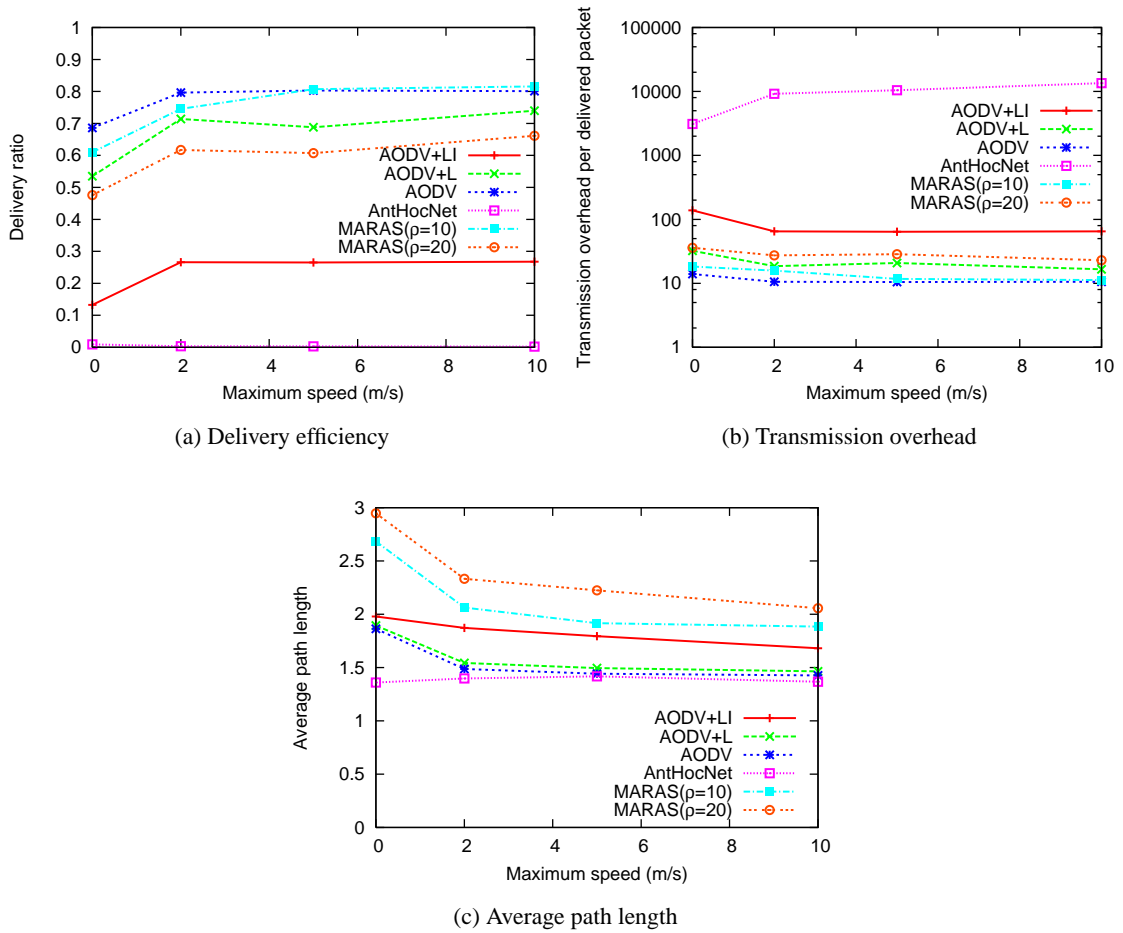 Delivery ratio
1
0.9
0.8
0.7
0.6
0.5
0.4
0.3
0.2
0.1
0
0 2 4 6 8 10
Maximum speed (m/s)
AODV+LI
AODV+L
AODV
AntHocNet
MARAS(ρ=10)
MARAS(ρ=20)
(a) Delivery efficiency
Transmission overhead per delivered packet
100000
10000
1000
100
10
1
0 2 4 6 8 10
Maximum speed (m/s)
AODV+LI
AODV+L
AODV
AntHocNet
MARAS(ρ=10)
MARAS(ρ=20)
(b) Transmission overhead
Average path length
3
2.5
2
1.5
1
0.5
0
0 2 4 6 8 10
Maximum speed (m/s)
AODV+LI
AODV+L
AODV
AntHocNet
MARAS(ρ=10)
MARAS(ρ=20)
(c) Average path length